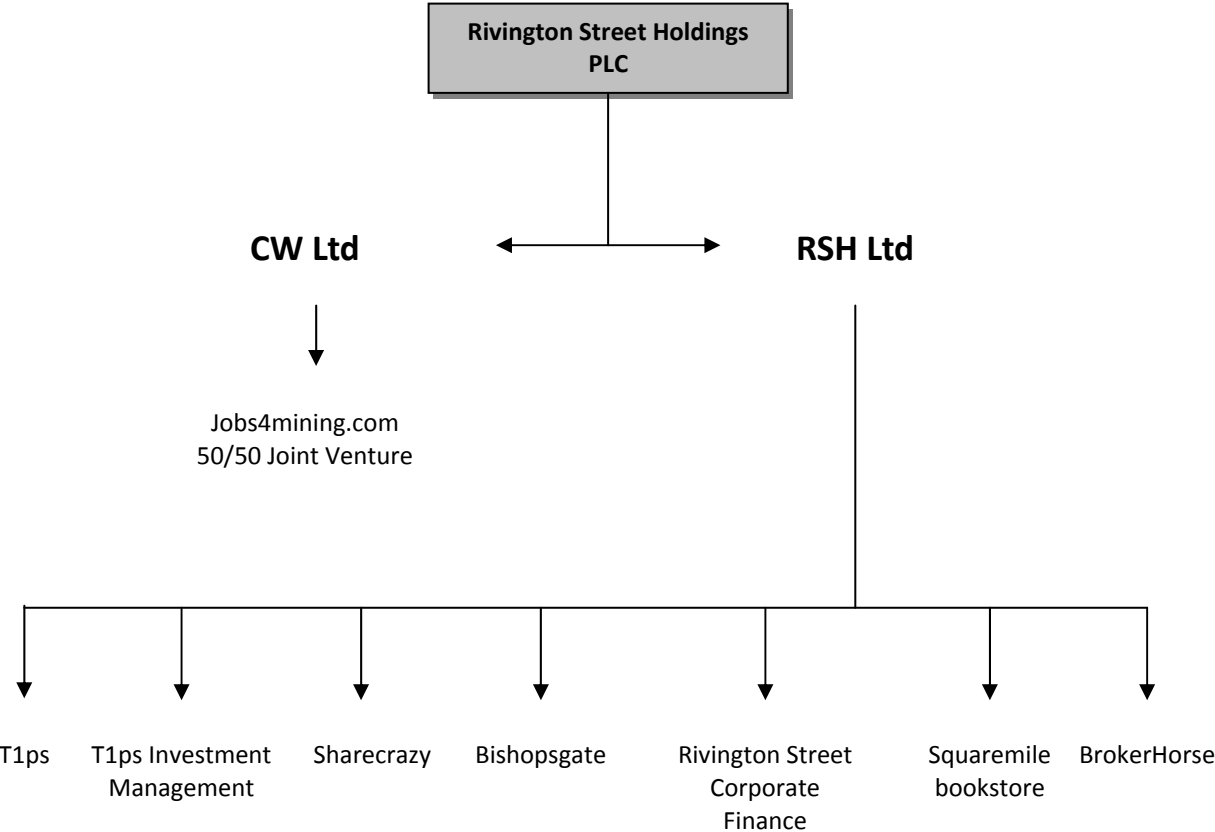 Rivington Street Holdings
PLC
CW Ltd
RSH Ltd
Jobs4mining.com
50/50 Joint Venture
T1ps
T1ps Investment
Management
Sharecrazy
Bishopsgate
Rivington Street
Corporate
Finance
Squaremile
bookstore
BrokerHorse